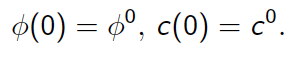 ϕ(0) = ϕ⁰, c(0) = c⁰.